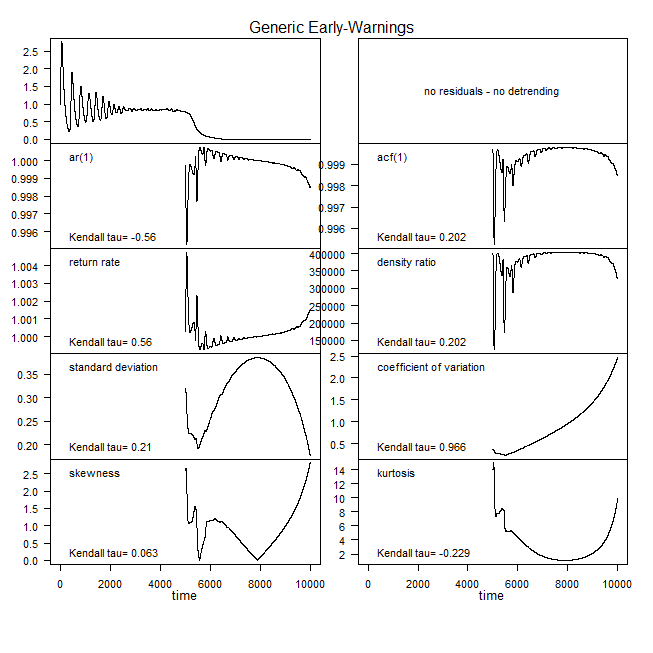 Generic Early-Warnings
2.5
2.0
1.5
1.0
0.5
0.0
no residuals - no detrending
1.000
0.999
0.998
0.997
0.996
ar(1)
Kendall tau= -0.56
0.999
0.998
0.997
0.996
acf(1)
Kendall tau= 0.202
1.004
1.003
1.002
1.001
1.000
return rate
Kendall tau= 0.56
400000
350000
300000
250000
200000
150000
density ratio
Kendall tau= 0.202
0.35
0.30
0.25
0.20
standard deviation
Kendall tau= 0.21
2.5
2.0
1.5
1.0
0.5
coefficient of variation
Kendall tau= 0.966
2.5
2.0
1.5
1.0
0.5
0.0
skewness
Kendall tau= 0.063
14
12
10
8
6
4
2
kurtosis
Kendall tau= -0.229
0 2000 4000 6000 8000 10000
time
0 2000 4000 6000 8000 10000
time